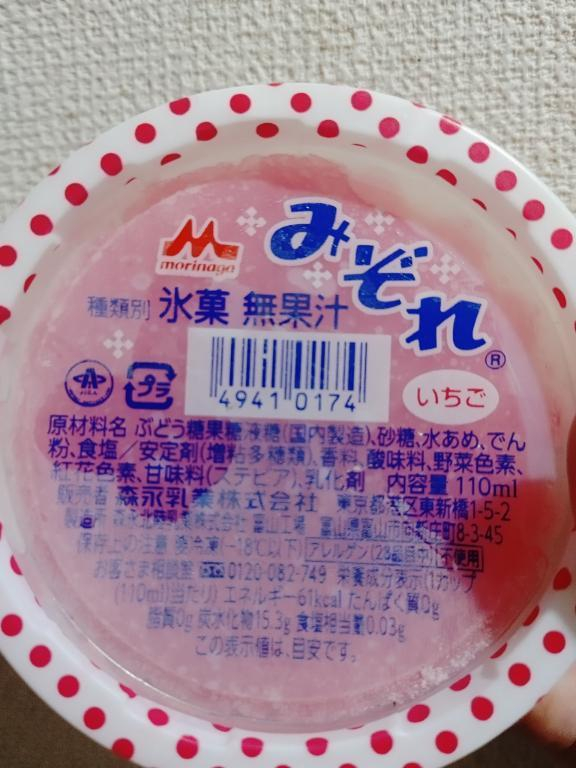 morinaga
みぞれ®
種類別 氷菓 無果汁
いちご
プラ
4941 0174
原材料名 ぶどう糖果糖液糖(国内製造)、砂糖、水あめ、でん
粉、食塩/安定剤(増粘多糖類)、香料、酸味料、野菜色素、
紅花色素、甘味料(ステビア)、乳化剤 内容量 110ml
販売者 森永乳業株式会社 東京都港区東新橋1-5-2
製造所 森永北陸乳業株式会社 富山工場 富山県富山市向新庄町8-3-45
保存上の注意 要冷凍(-18℃以下) アレルゲン(28品目中)不使用
お客さま相談室 0120-082-749 栄養成分表示(1カップ
(110ml)当たり) エネルギー61kcal たんぱく質0g
脂質0g 炭水化物15.3g 食塩相当量0.03g
この表示値は、目安です。